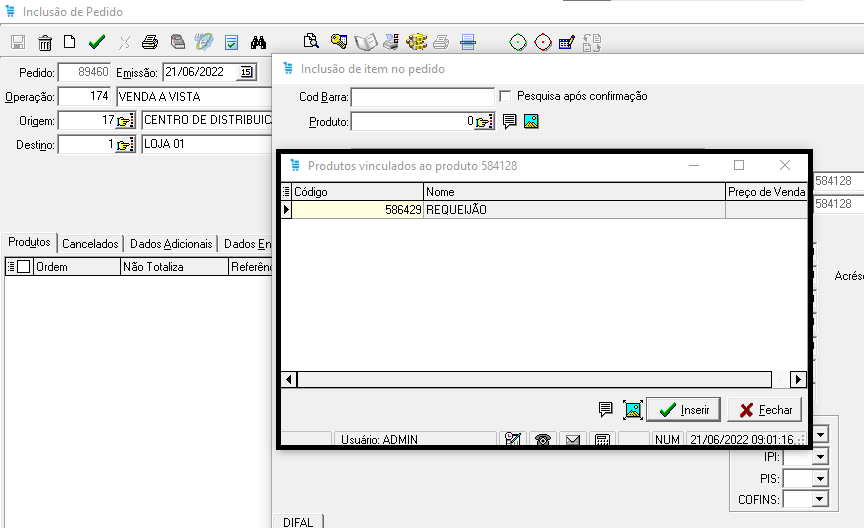 Inclusão de Pedido
Pedido: 89460 Emissão: 21/06/2022 15
Operação: 174 VENDA A VISTA
Origem: 17 CENTRO DE DISTRIBUIC
Destino: 1 LOJA 01
Produtos Cancelados Dados Adicionais Dados En
Ordem Não Totaliza Referênc
Inclusão de item no pedido
Cod Barra: Pesquisa após confirmação
Produto: 0
584128
584128
Acrés
Produtos vinculados ao produto 584128
Código Nome Preço de Venda
586429 REQUEIJÃO
Inserir Fechar
Usuário: ADMIN NUM 21/06/2022 09:01:16
IPI:
PIS:
COFINS:
DIFAL